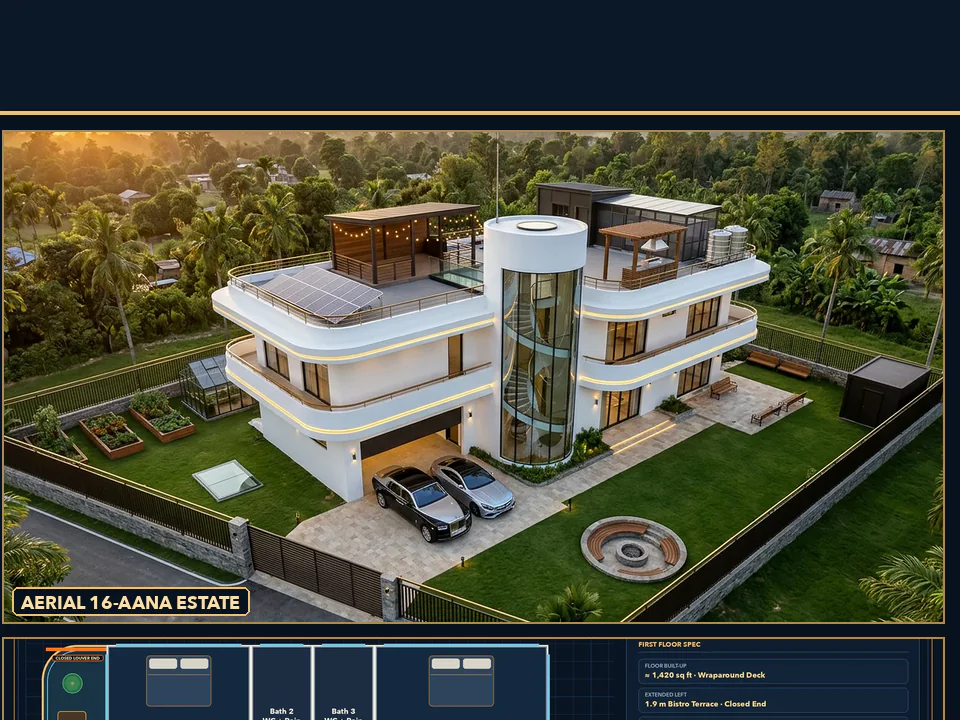 AERIAL 16-AANA ESTATE
CLOSED LOUVER END
Bath 2
Bath 3
FIRST FLOOR SPEC
FLOOR BUILT-UP
≈ 1,420 sq ft · Wraparound Deck
EXTENDED LEFT
1.9 m Bistro Terrace · Closed End